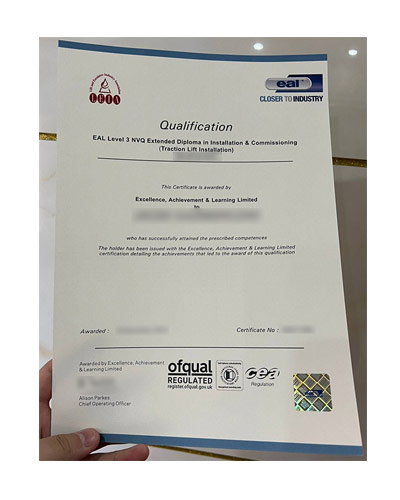 LEIA
eal
CLOSER TO INDUSTRY
Qualification
EAL Level 3 NVQ Extended Diploma in Installation & Commissioning
(Traction Lift Installation)
This Certificate is awarded by
Excellence, Achievement & Learning Limited
to
who has successfully attained the prescribed competences
The holder has been issued with the Excellence, Achievement & Learning Limited
certification detailing the achievements that led to the award of this qualification
Awarded :
Certificate No :
Awarded by Excellence, Achievement
& Learning Limited
Alison Parkes
Chief Operating Officer
ofqual
REGULATED
register.ofqual.gov.uk
ccea
Regulation
eal